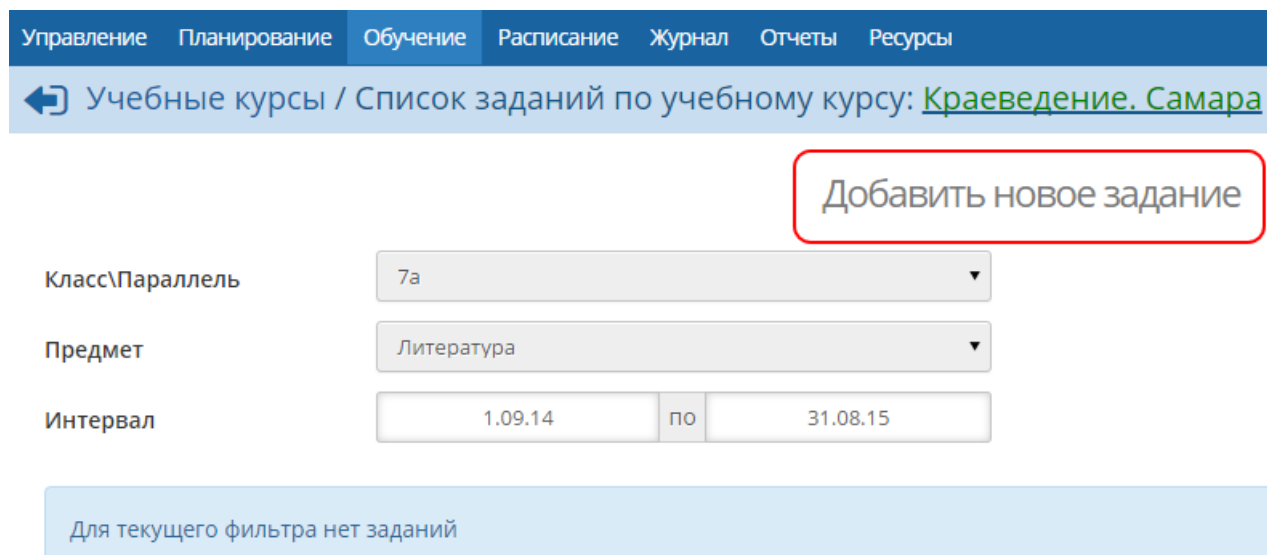 Управление Планирование Обучение Расписание Журнал Отчеты Ресурсы
Учебные курсы / Список заданий по учебному курсу: Краеведение. Самара
Добавить новое задание
Класс\Параллель 7а
Предмет Литература
Интервал 1.09.14 по 31.08.15
Для текущего фильтра нет заданий